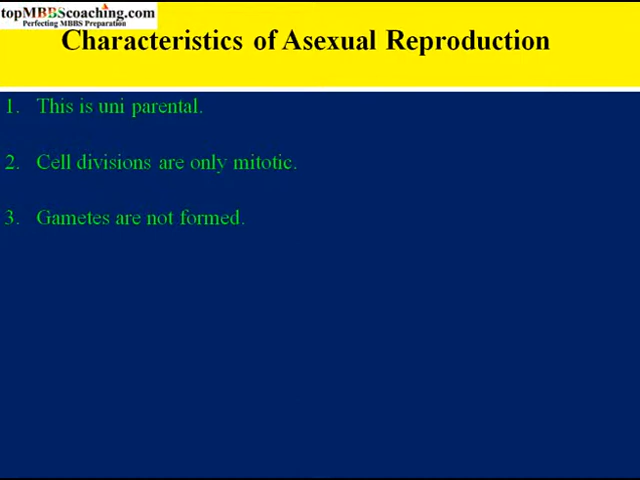 topMBBScoaching.com
Perfecting MBBS Preparation
Characteristics of Asexual Reproduction
1. This is uni parental.
2. Cell divisions are only mitotic.
3. Gametes are not formed.